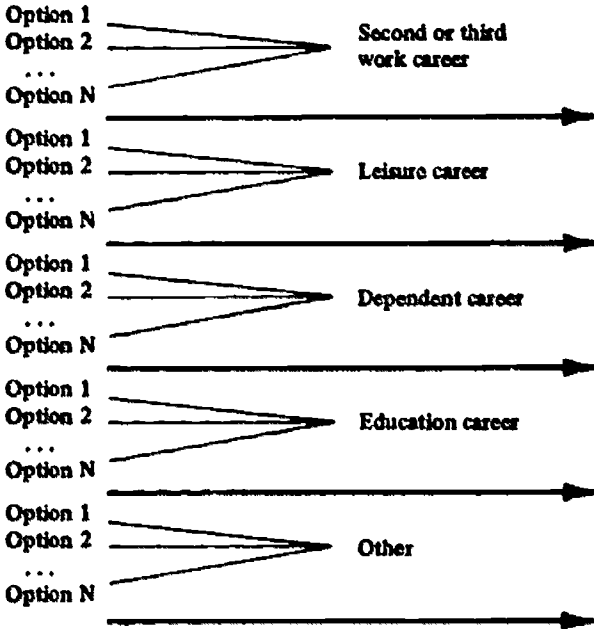 Option 1
Option 2
...
Option N
Second or third
work career
Option 1
Option 2
...
Option N
Leisure career
Option 1
Option 2
...
Option N
Dependent career
Option 1
Option 2
...
Option N
Education career
Option 1
Option 2
...
Option N
Other